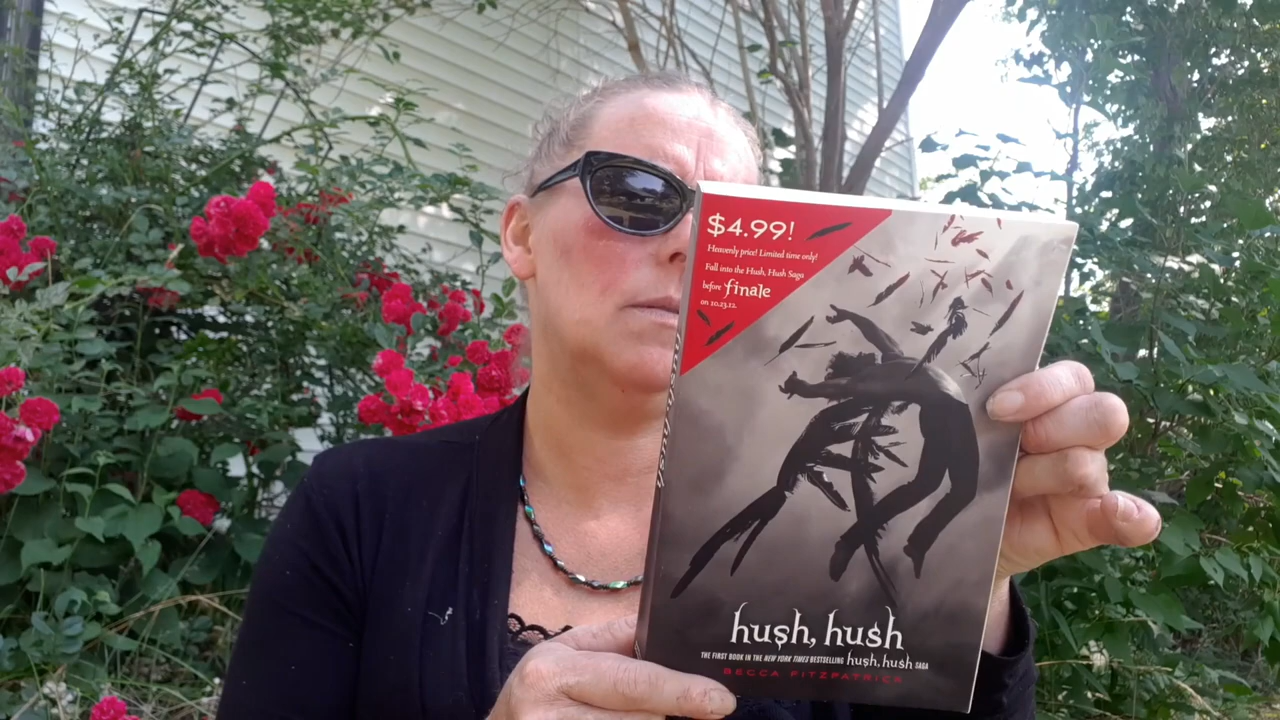 $4.99!
Heavenly price! Limited time only!
Fall into the Hush, Hush Saga
before finale
on 10.23.12.
hush, hush
THE FIRST BOOK IN THE NEW YORK TIMES BESTSELLING hush, hush SAGA
BECCA FITZPATRICK